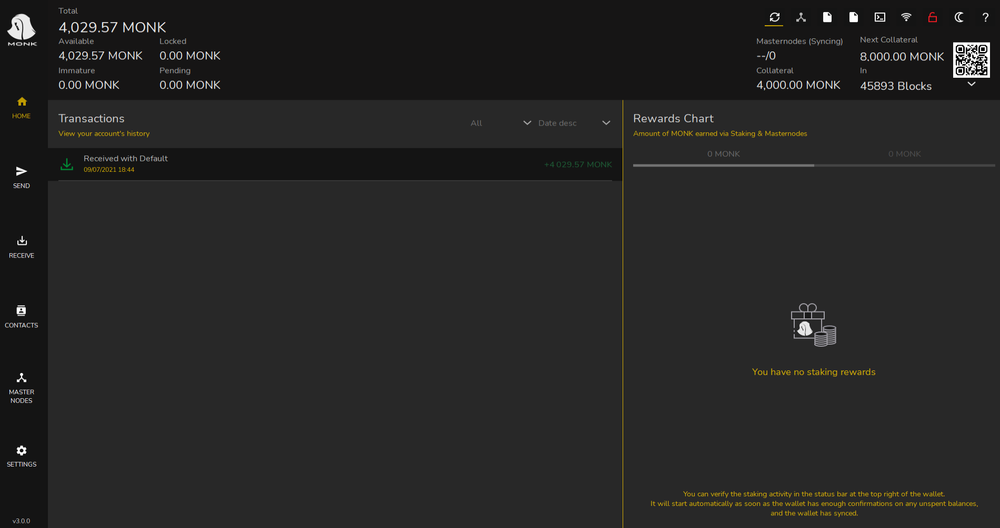 MONK
Total
4,029.57 MONK
Available
Locked
4,029.57 MONK
0.00 MONK
Immature
Pending
0.00 MONK
0.00 MONK
Masternodes (Syncing)
Next Collateral
--/0
8,000.00 MONK
Collateral
In
4,000.00 MONK
45893 Blocks
HOME
SEND
RECEIVE
CONTACTS
MASTER
NODES
SETTINGS
v3.0.0
Transactions
View your account's history
All
Date desc
Received with Default
09/07/2021 18:44
+4 029.57 MONK
Rewards Chart
Amount of MONK earned via Staking & Masternodes
0 MONK
0 MONK
You have no staking rewards
You can verify the staking activity in the status bar at the top right of the wallet.
It will start automatically as soon as the wallet has enough confirmations on any unspent balances,
and the wallet has synced.